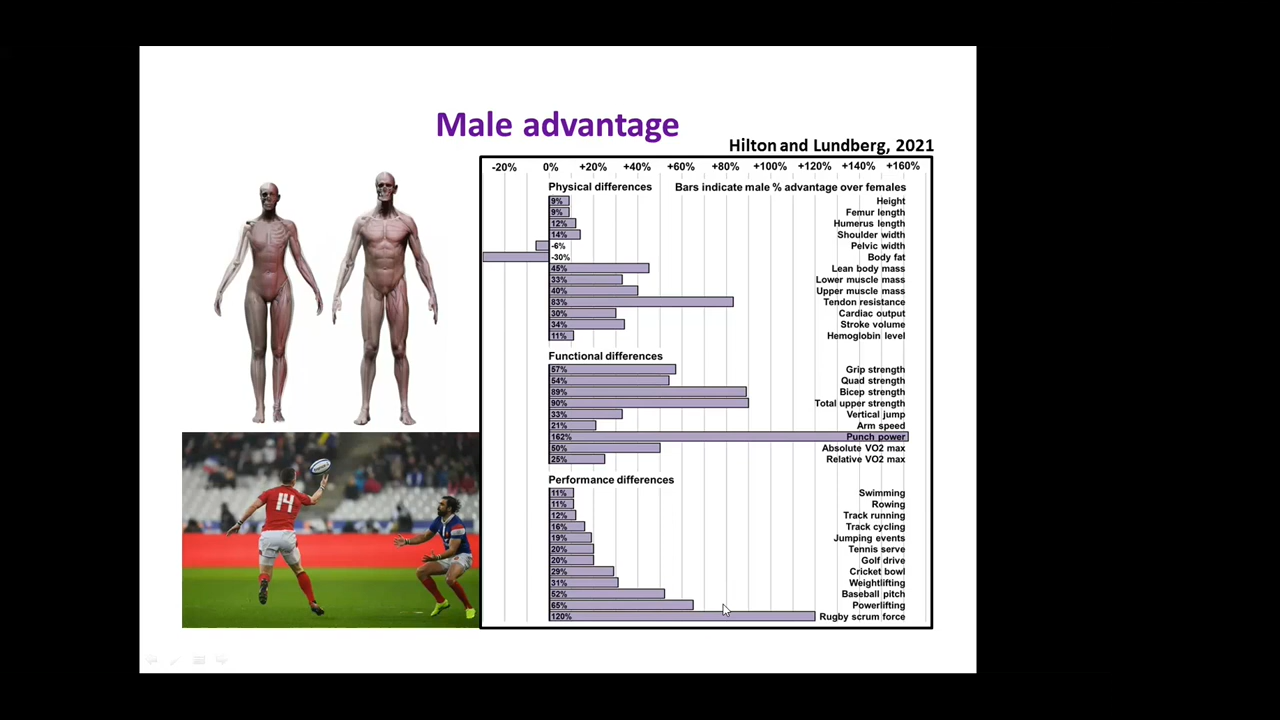 Male advantage
Hilton and Lundberg, 2021
-20% 0% +20% +40% +60% +80% +100% +120% +140% +160%
Physical differences Bars indicate male % advantage over females
9% Height
9% Femur length
12% Humerus length
14% Shoulder width
-6% Pelvic width
-30% Body fat
45% Lean body mass
33% Lower muscle mass
40% Upper muscle mass
83% Tendon resistance
30% Cardiac output
34% Stroke volume
11% Hemoglobin level
Functional differences
57% Grip strength
54% Quad strength
89% Bicep strength
90% Total upper strength
33% Vertical jump
21% Arm speed
162% Punch power
50% Absolute VO2 max
25% Relative VO2 max
Performance differences
11% Swimming
11% Rowing
12% Track running
16% Track cycling
19% Jumping events
20% Tennis serve
20% Golf drive
29% Cricket bowl
31% Weightlifting
52% Baseball pitch
65% Powerlifting
120% Rugby scrum force
14